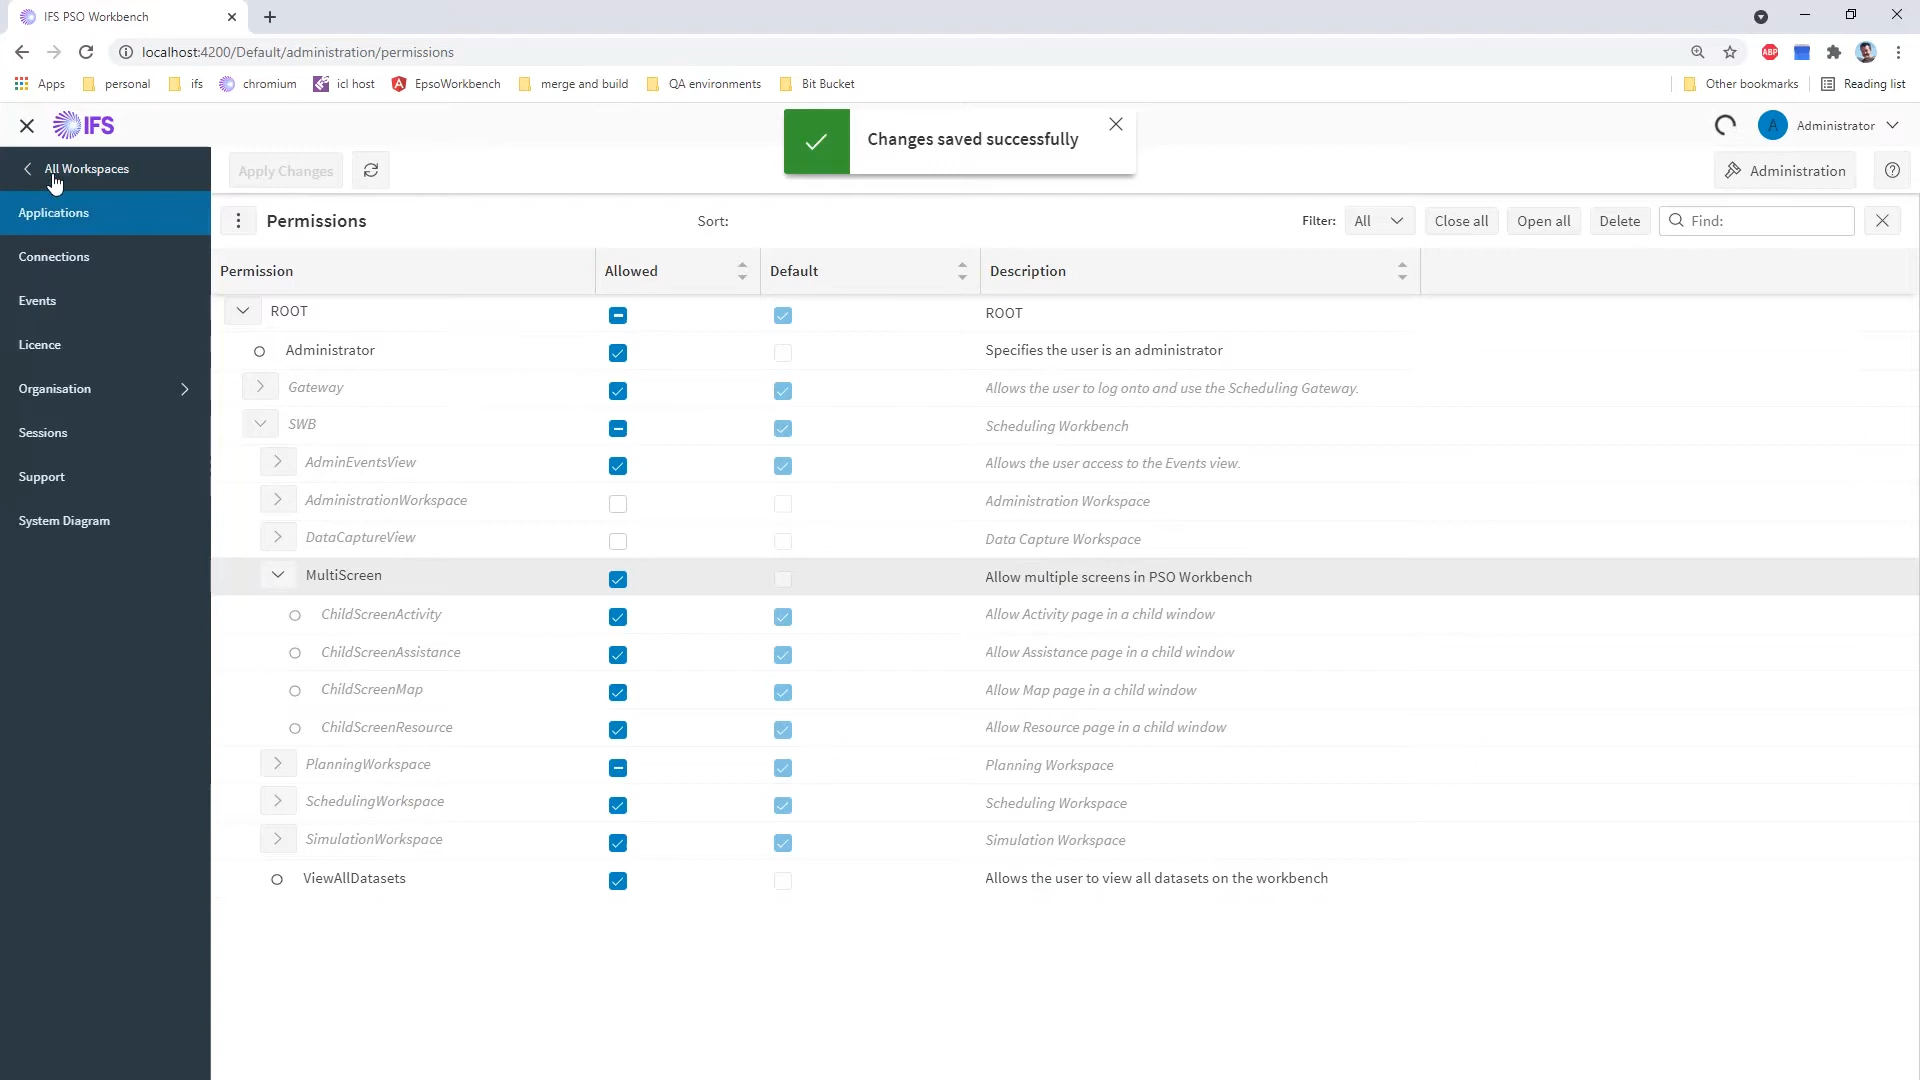 IFS PSO Workbench
localhost:4200/Default/administration/permissions
Apps personal ifs chromium icl host EpsoWorkbench merge and build QA environments Bit Bucket Other bookmarks Reading list
ABP
IFS Changes saved successfully A Administrator
All Workspaces Apply Changes Administration
Applications Permissions Sort: Filter: All Close all Open all Delete Find:
Connections Permission Allowed Default Description
Events ROOT ROOT
Licence Administrator Specifies the user is an administrator
Organisation Gateway Allows the user to log onto and use the Scheduling Gateway.
Sessions SWB Scheduling Workbench
Support AdminEventsView Allows the user access to the Events view.
System Diagram AdministrationWorkspace Administration Workspace
DataCaptureView Data Capture Workspace
MultiScreen Allow multiple screens in PSO Workbench
ChildScreenActivity Allow Activity page in a child window
ChildScreenAssistance Allow Assistance page in a child window
ChildScreenMap Allow Map page in a child window
ChildScreenResource Allow Resource page in a child window
PlanningWorkspace Planning Workspace
SchedulingWorkspace Scheduling Workspace
SimulationWorkspace Simulation Workspace
ViewAllDatasets Allows the user to view all datasets on the workbench